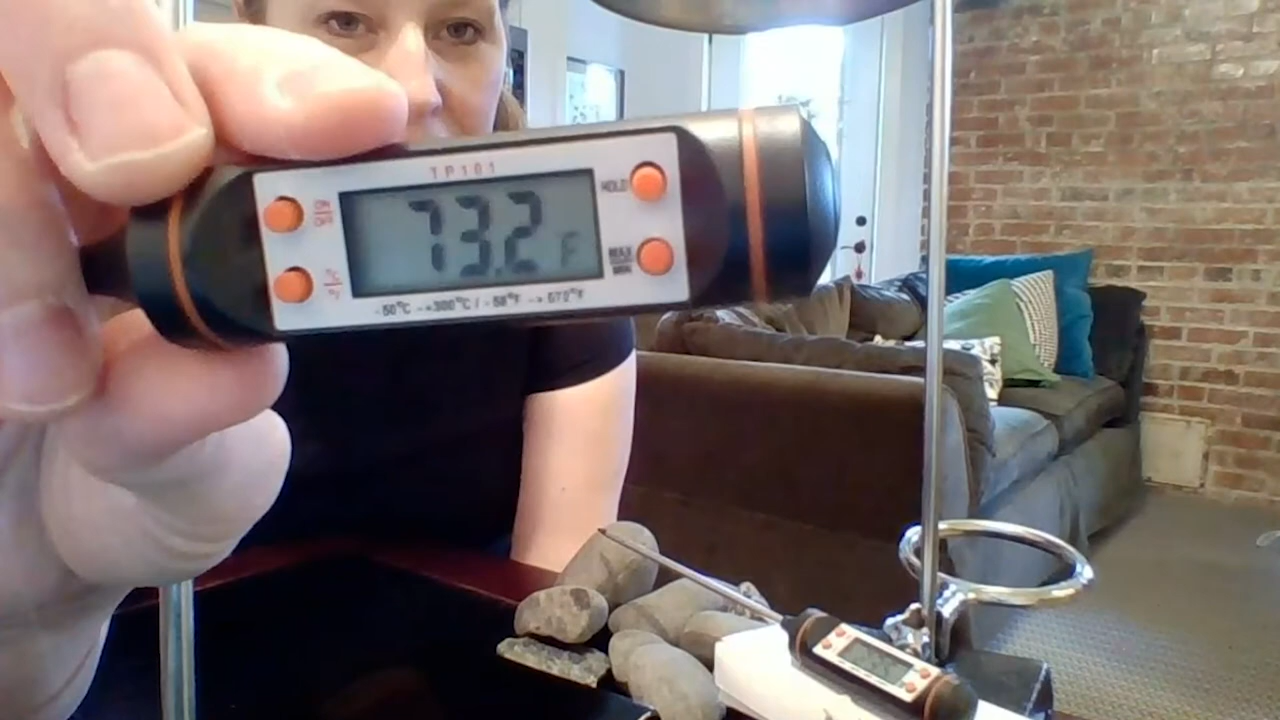 TP101
ON
OFF
°C
°F
73.2 F
HOLD
MAX
MIN
-50°C -+300°C / -58°F -> 572°F